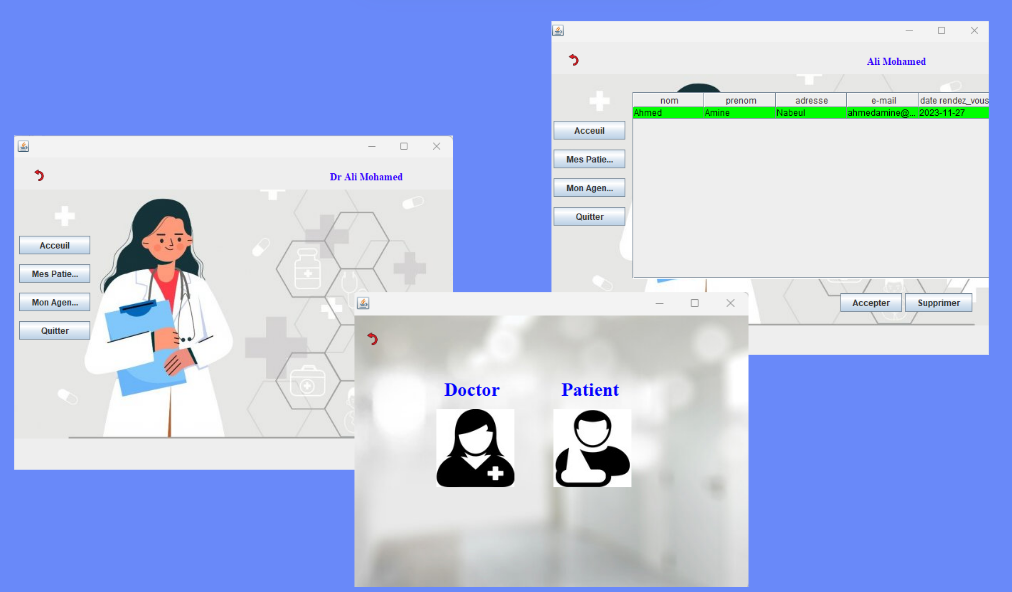 Dr Ali Mohamed
Acceuil
Mes Patie...
Mon Agen...
Quitter
Ali Mohamed
nom prenom adresse e-mail date rendez_vous
Ahmed Amine Nabeul ahmedamine@... 2023-11-27
Acceuil
Mes Patie...
Mon Agen...
Quitter
Accepter Supprimer
Doctor Patient